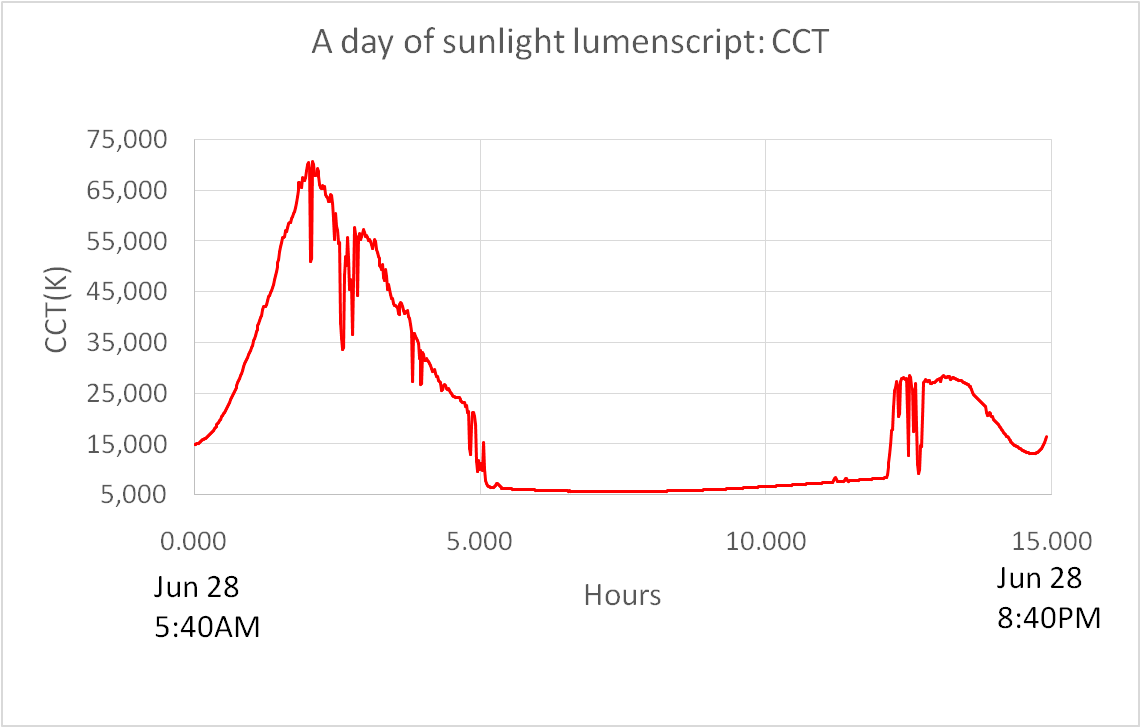 A day of sunlight lumenscript: CCT
75,000
65,000
55,000
45,000
35,000
25,000
15,000
5,000
CCT(K)
0.000
5.000
10.000
15.000
Jun 28
5:40AM
Hours
Jun 28
8:40PM